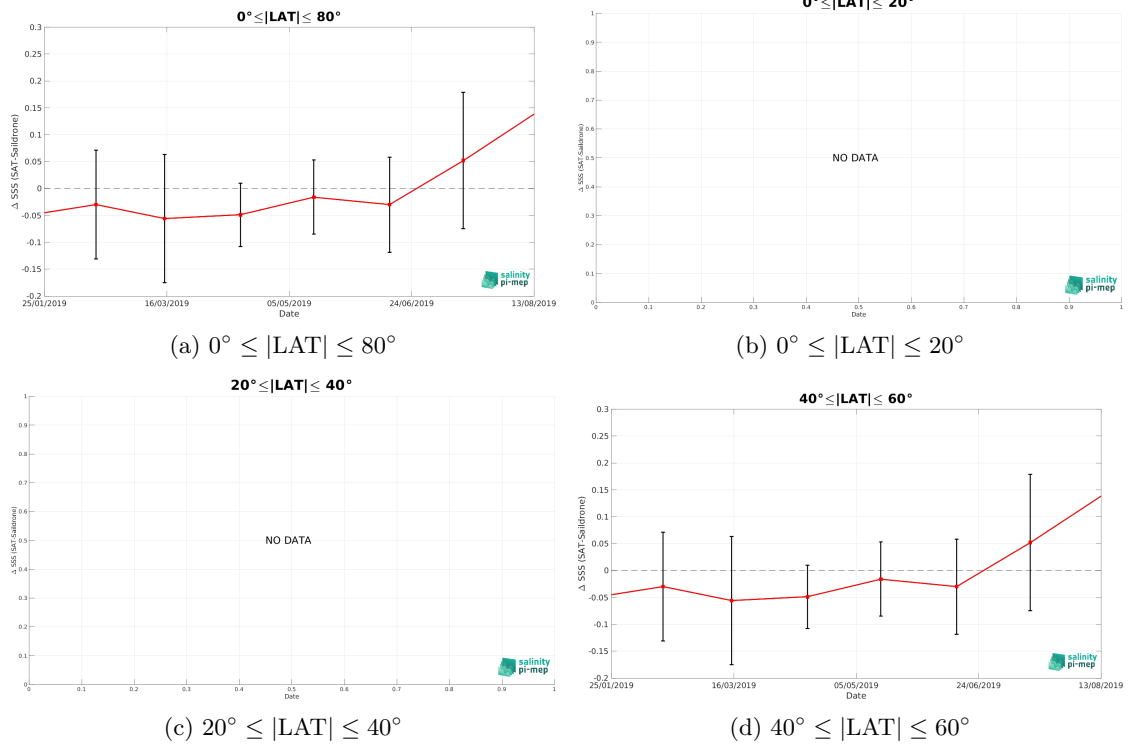 0°≤|LAT|≤ 80°
0.3
0.25
0.2
0.15
0.1
0.05
0
-0.05
-0.1
-0.15
-0.2
Δ SSS (SAT-Saildrone)
25/01/2019 16/03/2019 05/05/2019 24/06/2019 13/08/2019
Date
salinity
pi-mep
(a) 0° ≤ |LAT| ≤ 80°
0°≤|LAT|≤ 20°
1
0.9
0.8
0.7
0.6
0.5
0.4
0.3
0.2
0.1
0
Δ SSS (SAT-Saildrone)
NO DATA
0 0.1 0.2 0.3 0.4 0.5 0.6 0.7 0.8 0.9 1
Date
salinity
pi-mep
(b) 0° ≤ |LAT| ≤ 20°
20°≤|LAT|≤ 40°
1
0.9
0.8
0.7
0.6
0.5
0.4
0.3
0.2
0.1
0
Δ SSS (SAT-Saildrone)
NO DATA
0 0.1 0.2 0.3 0.4 0.5 0.6 0.7 0.8 0.9 1
Date
salinity
pi-mep
(c) 20° ≤ |LAT| ≤ 40°
40°≤|LAT|≤ 60°
0.3
0.25
0.2
0.15
0.1
0.05
0
-0.05
-0.1
-0.15
-0.2
Δ SSS (SAT-Saildrone)
25/01/2019 16/03/2019 05/05/2019 24/06/2019 13/08/2019
Date
salinity
pi-mep
(d) 40° ≤ |LAT| ≤ 60°